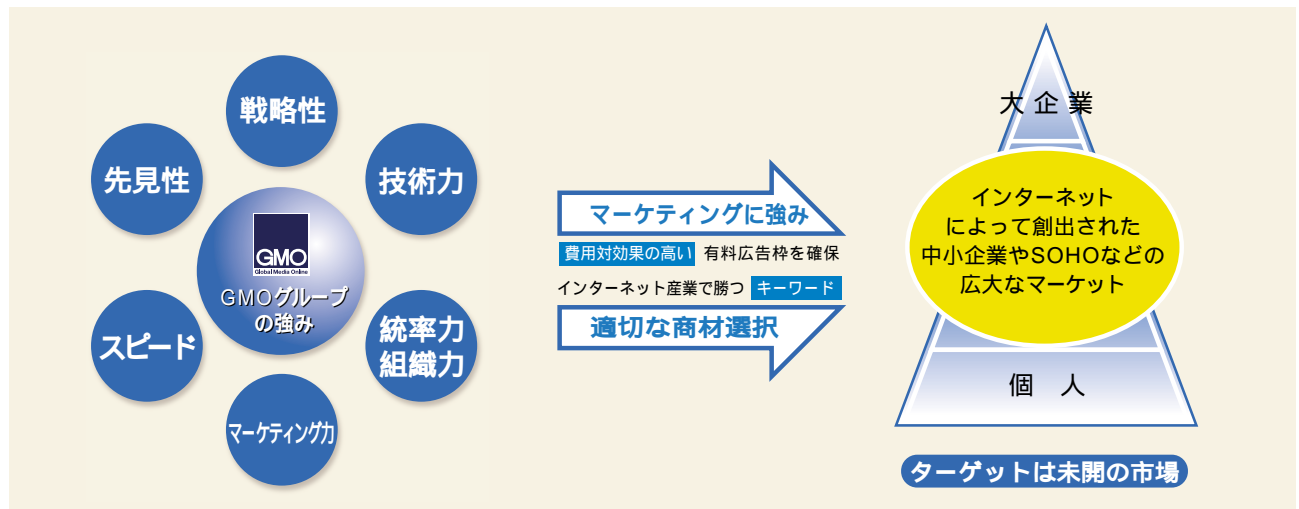 戦略性
先見性
技術力
GMO
Global Media Online
GMOグループ
の強み
スピード
統率力
組織力
マーケティング力
マーケティングに強み
費用対効果の高い 有料広告枠を確保
インターネット産業で勝つ キーワード
適切な商材選択
大企業
インターネット
によって創出された
中小企業やSOHOなどの
広大なマーケット
個 人
ターゲットは未開の市場